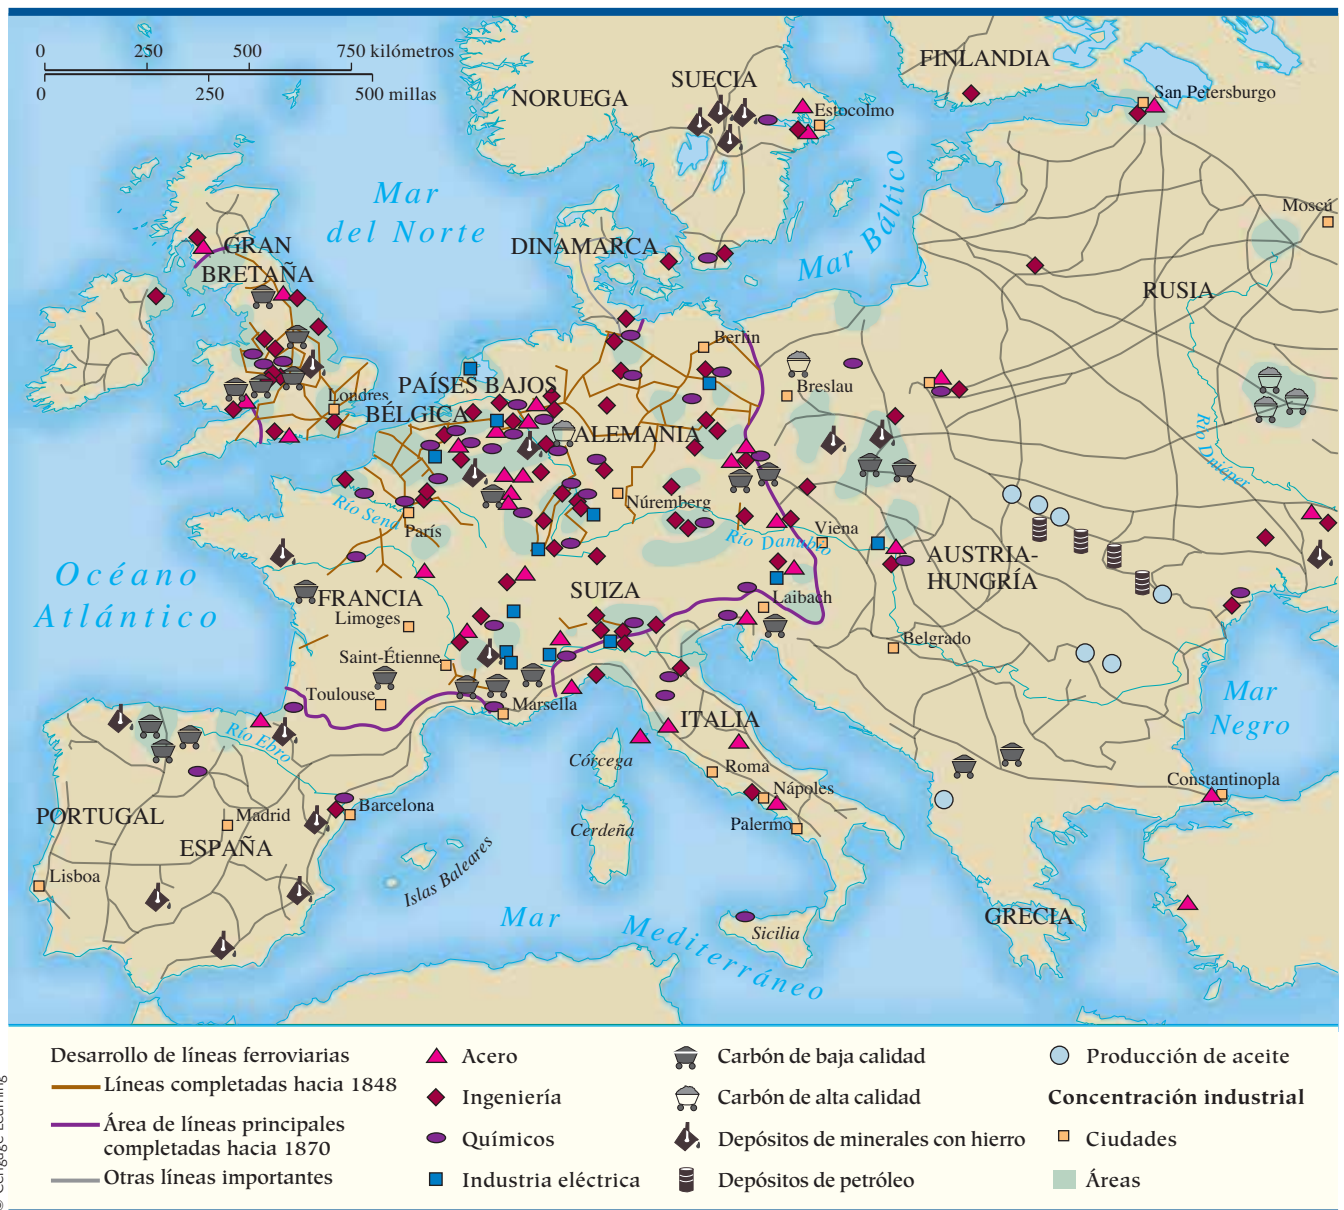 0 250 500 750 kilómetros
0 250 500 millas
NORUEGA
SUECIA
FINLANDIA
Estocolmo
San Petersburgo
Moscú
Mar
del Norte
Mar Báltico
GRAN
BRETAÑA
DINAMARCA
RUSIA
Berlín
Londres
PAÍSES BAJOS
BÉLGICA
Breslau
ALEMANIA
Río Dniéper
Núremberg
Río Sena
París
Río Danubio
Viena
AUSTRIA-
HUNGRÍA
Océano
Atlántico
FRANCIA
SUIZA
Limoges
Laibach
Belgrado
Saint-Étienne
Toulouse
Marsella
Mar
Negro
Río Ebro
ITALIA
Córcega
Roma
Constantinopla
Nápoles
PORTUGAL
Madrid
Barcelona
Cerdeña
Palermo
ESPAÑA
Lisboa
Islas Baleares
Mar Mediterráneo
Sicilia
GRECIA
Desarrollo de líneas ferroviarias
Líneas completadas hacia 1848
Área de líneas principales
completadas hacia 1870
Otras líneas importantes
Acero
Ingeniería
Químicos
Industria eléctrica
Carbón de baja calidad
Carbón de alta calidad
Depósitos de minerales con hierro
Depósitos de petróleo
Producción de aceite
Concentración industrial
Ciudades
Áreas
© Cengage Learning